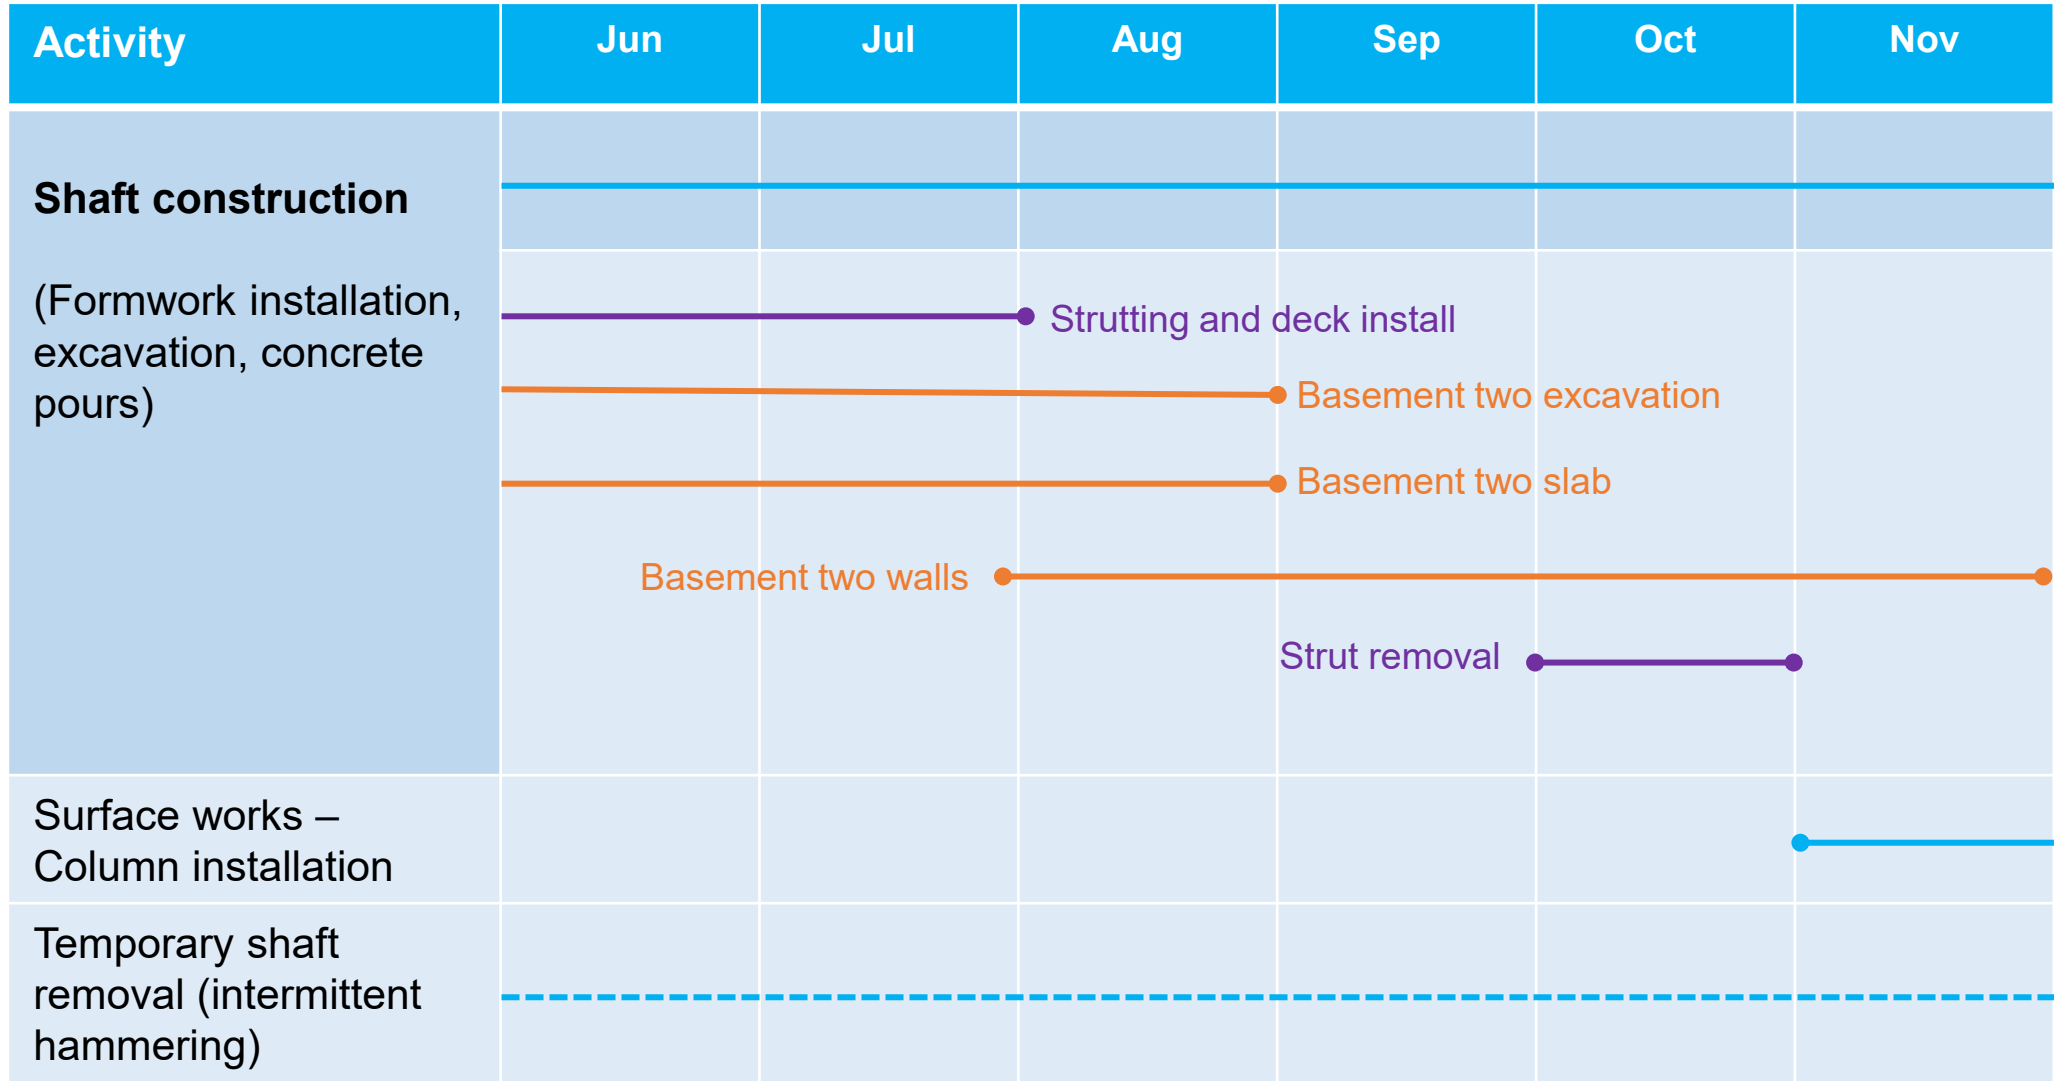 Activity
Jun
Jul
Aug
Sep
Oct
Nov
Shaft construction
(Formwork installation,
excavation, concrete
pours)
Strutting and deck install
Basement two excavation
Basement two slab
Basement two walls
Strut removal
Surface works –
Column installation
Temporary shaft
removal (intermittent
hammering)